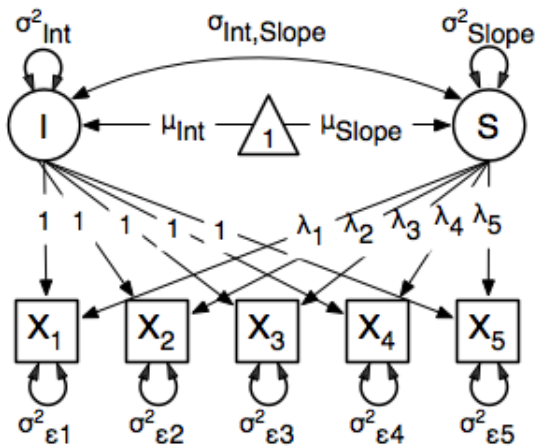 σ²Int σInt,Slope σ²Slope
I μInt 1 μSlope S
1 1 1 1 1 λ₁ λ₂ λ₃ λ₄ λ₅
X₁ X₂ X₃ X₄ X₅
σ²ε1 σ²ε2 σ²ε3 σ²ε4 σ²ε5